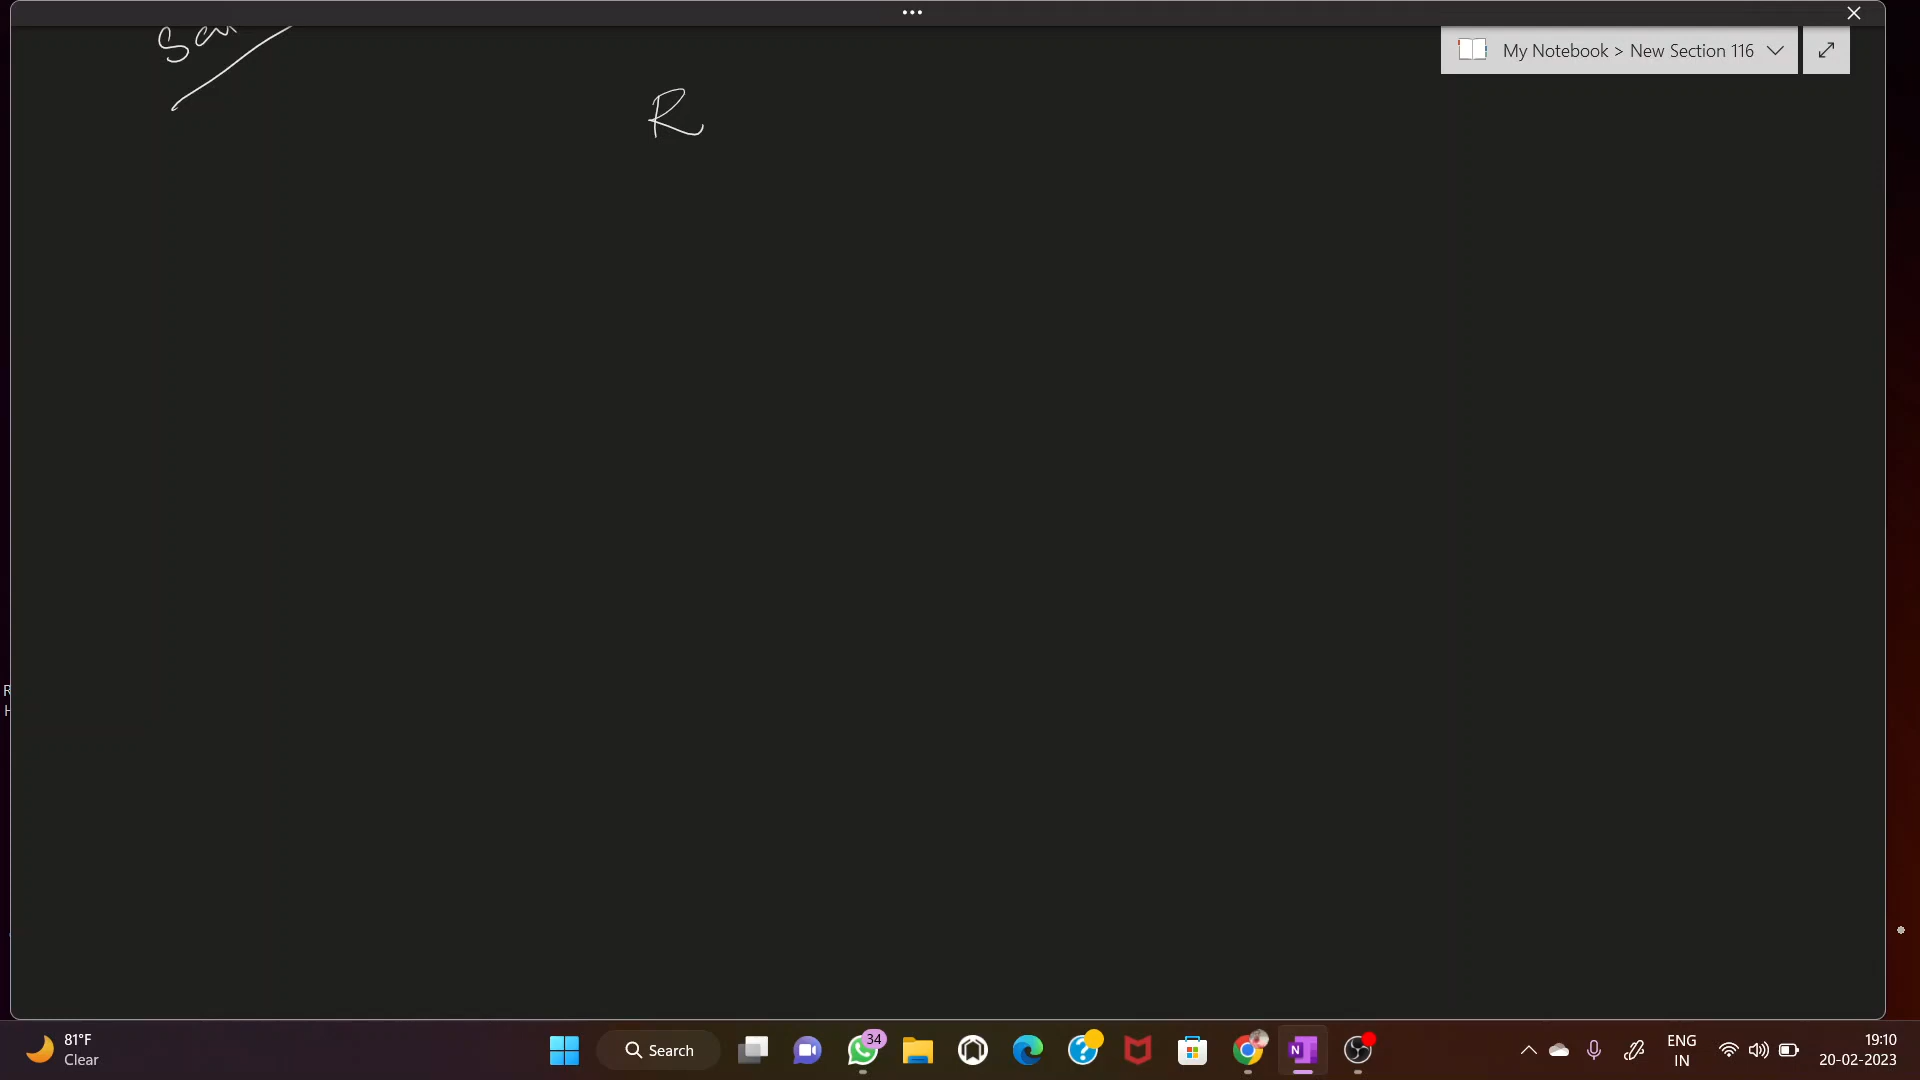 My Notebook > New Section 116
R
R
H
81°F
Clear
Search
34
ENG
IN
19:10
20-02-2023